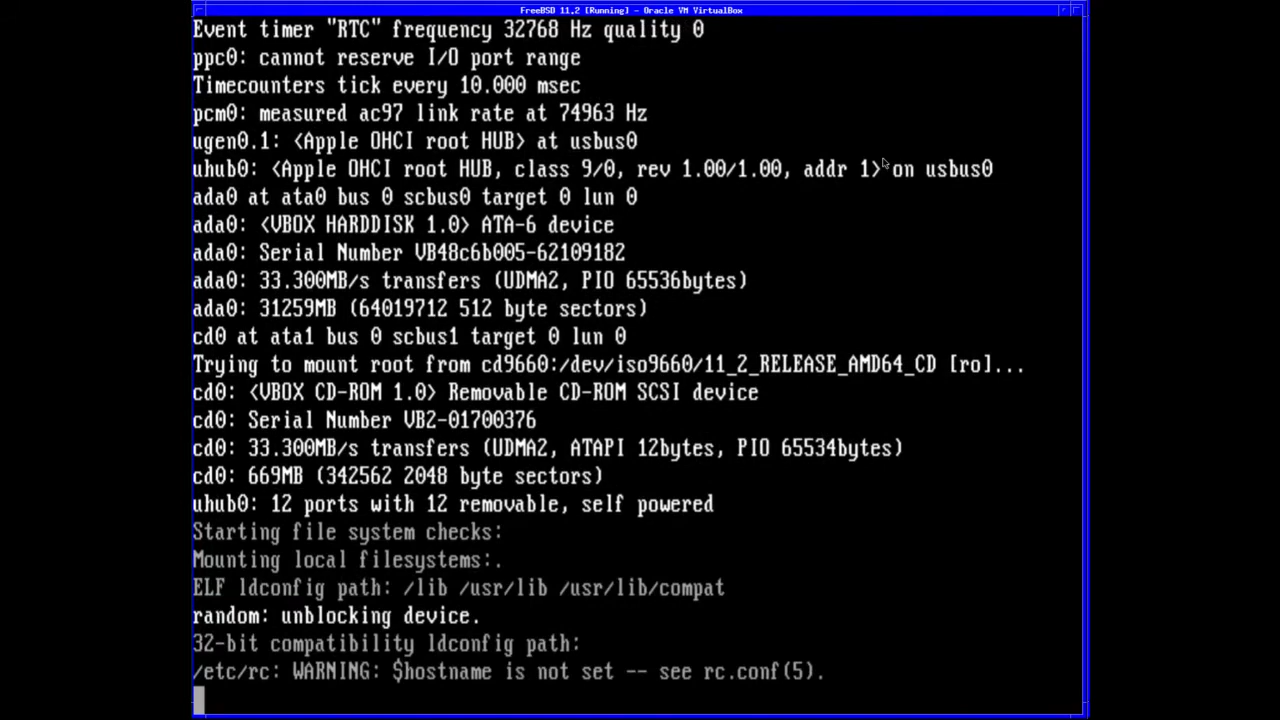 FreeBSD 11.2 [Running] - Oracle VM VirtualBox
Event timer "RTC" frequency 32768 Hz quality 0
ppc0: cannot reserve I/O port range
Timecounters tick every 10.000 msec
pcm0: measured ac97 link rate at 74963 Hz
ugen0.1: <Apple OHCI root HUB> at usbus0
uhub0: <Apple OHCI root HUB, class 9/0, rev 1.00/1.00, addr 1> on usbus0
ada0 at ata0 bus 0 scbus0 target 0 lun 0
ada0: <VBOX HARDDISK 1.0> ATA-6 device
ada0: Serial Number VB48c6b005-62109182
ada0: 33.300MB/s transfers (UDMA2, PIO 65536bytes)
ada0: 31259MB (64019712 512 byte sectors)
cd0 at ata1 bus 0 scbus1 target 0 lun 0
Trying to mount root from cd9660:/dev/iso9660/11_2_RELEASE_AMD64_CD [ro]...
cd0: <VBOX CD-ROM 1.0> Removable CD-ROM SCSI device
cd0: Serial Number VB2-01700376
cd0: 33.300MB/s transfers (UDMA2, ATAPI 12bytes, PIO 65534bytes)
cd0: 669MB (342562 2048 byte sectors)
uhub0: 12 ports with 12 removable, self powered
Starting file system checks:
Mounting local filesystems:.
ELF ldconfig path: /lib /usr/lib /usr/lib/compat
random: unblocking device.
32-bit compatibility ldconfig path:
/etc/rc: WARNING: $hostname is not set -- see rc.conf(5).